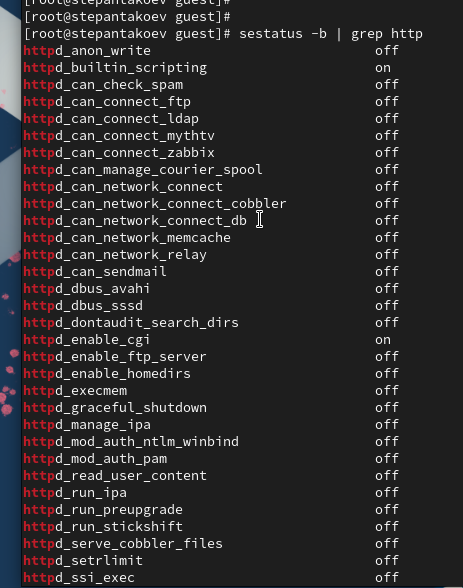 [root@stepantakoev guest]#
[root@stepantakoev guest]#
[root@stepantakoev guest]# sestatus -b | grep http
httpd_anon_write off
httpd_builtin_scripting on
httpd_can_check_spam off
httpd_can_connect_ftp off
httpd_can_connect_ldap off
httpd_can_connect_mythtv off
httpd_can_connect_zabbix off
httpd_can_manage_courier_spool off
httpd_can_network_connect off
httpd_can_network_connect_cobbler off
httpd_can_network_connect_db off
httpd_can_network_memcache off
httpd_can_network_relay off
httpd_can_sendmail off
httpd_dbus_avahi off
httpd_dbus_sssd off
httpd_dontaudit_search_dirs off
httpd_enable_cgi on
httpd_enable_ftp_server off
httpd_enable_homedirs off
httpd_execmem off
httpd_graceful_shutdown off
httpd_manage_ipa off
httpd_mod_auth_ntlm_winbind off
httpd_mod_auth_pam off
httpd_read_user_content off
httpd_run_ipa off
httpd_run_preupgrade off
httpd_run_stickshift off
httpd_serve_cobbler_files off
httpd_setrlimit off
httpd_ssi_exec off